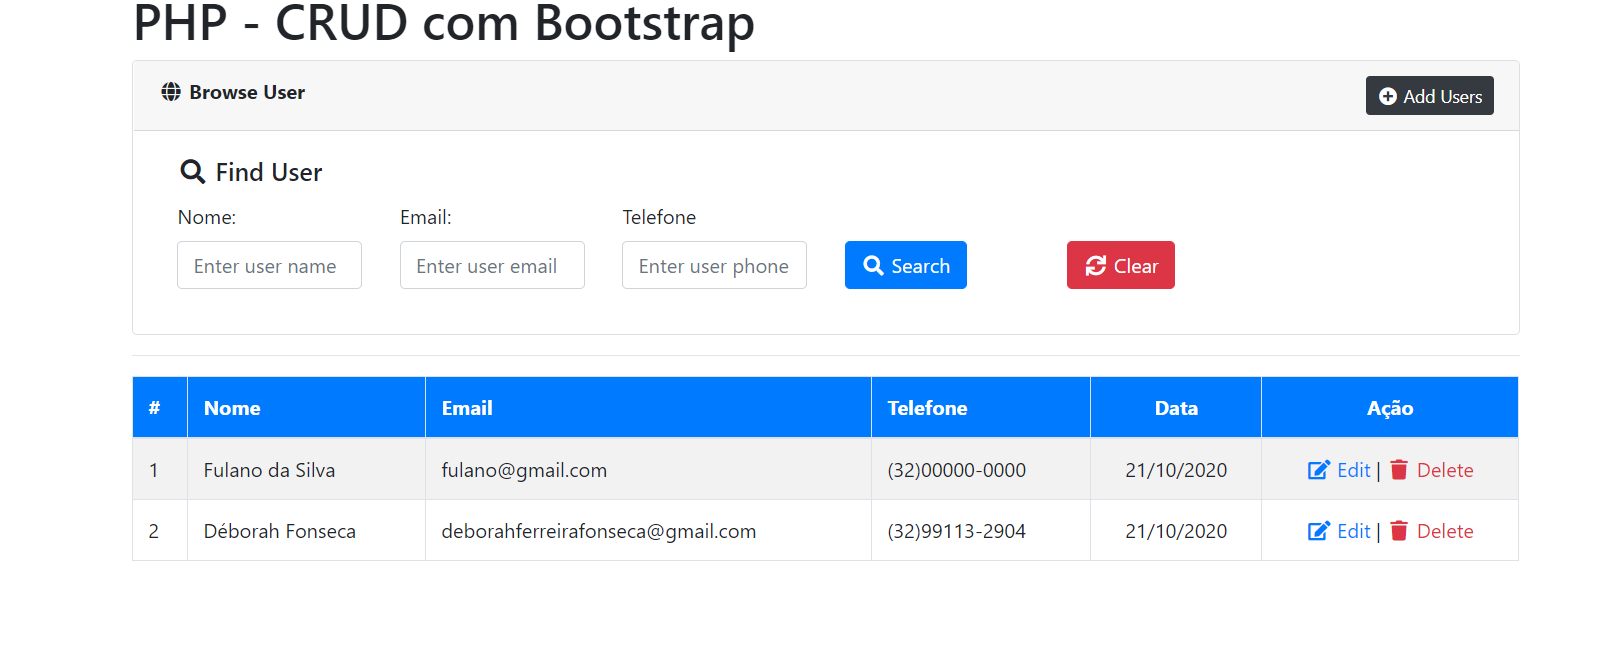 PHP - CRUD com Bootstrap
Browse User
Add Users
Find User
Nome: Email: Telefone
Enter user name Enter user email Enter user phone Search Clear
# Nome Email Telefone Data Ação
1 Fulano da Silva fulano@gmail.com (32)00000-0000 21/10/2020 Edit | Delete
2 Déborah Fonseca deborahferreirafonseca@gmail.com (32)99113-2904 21/10/2020 Edit | Delete